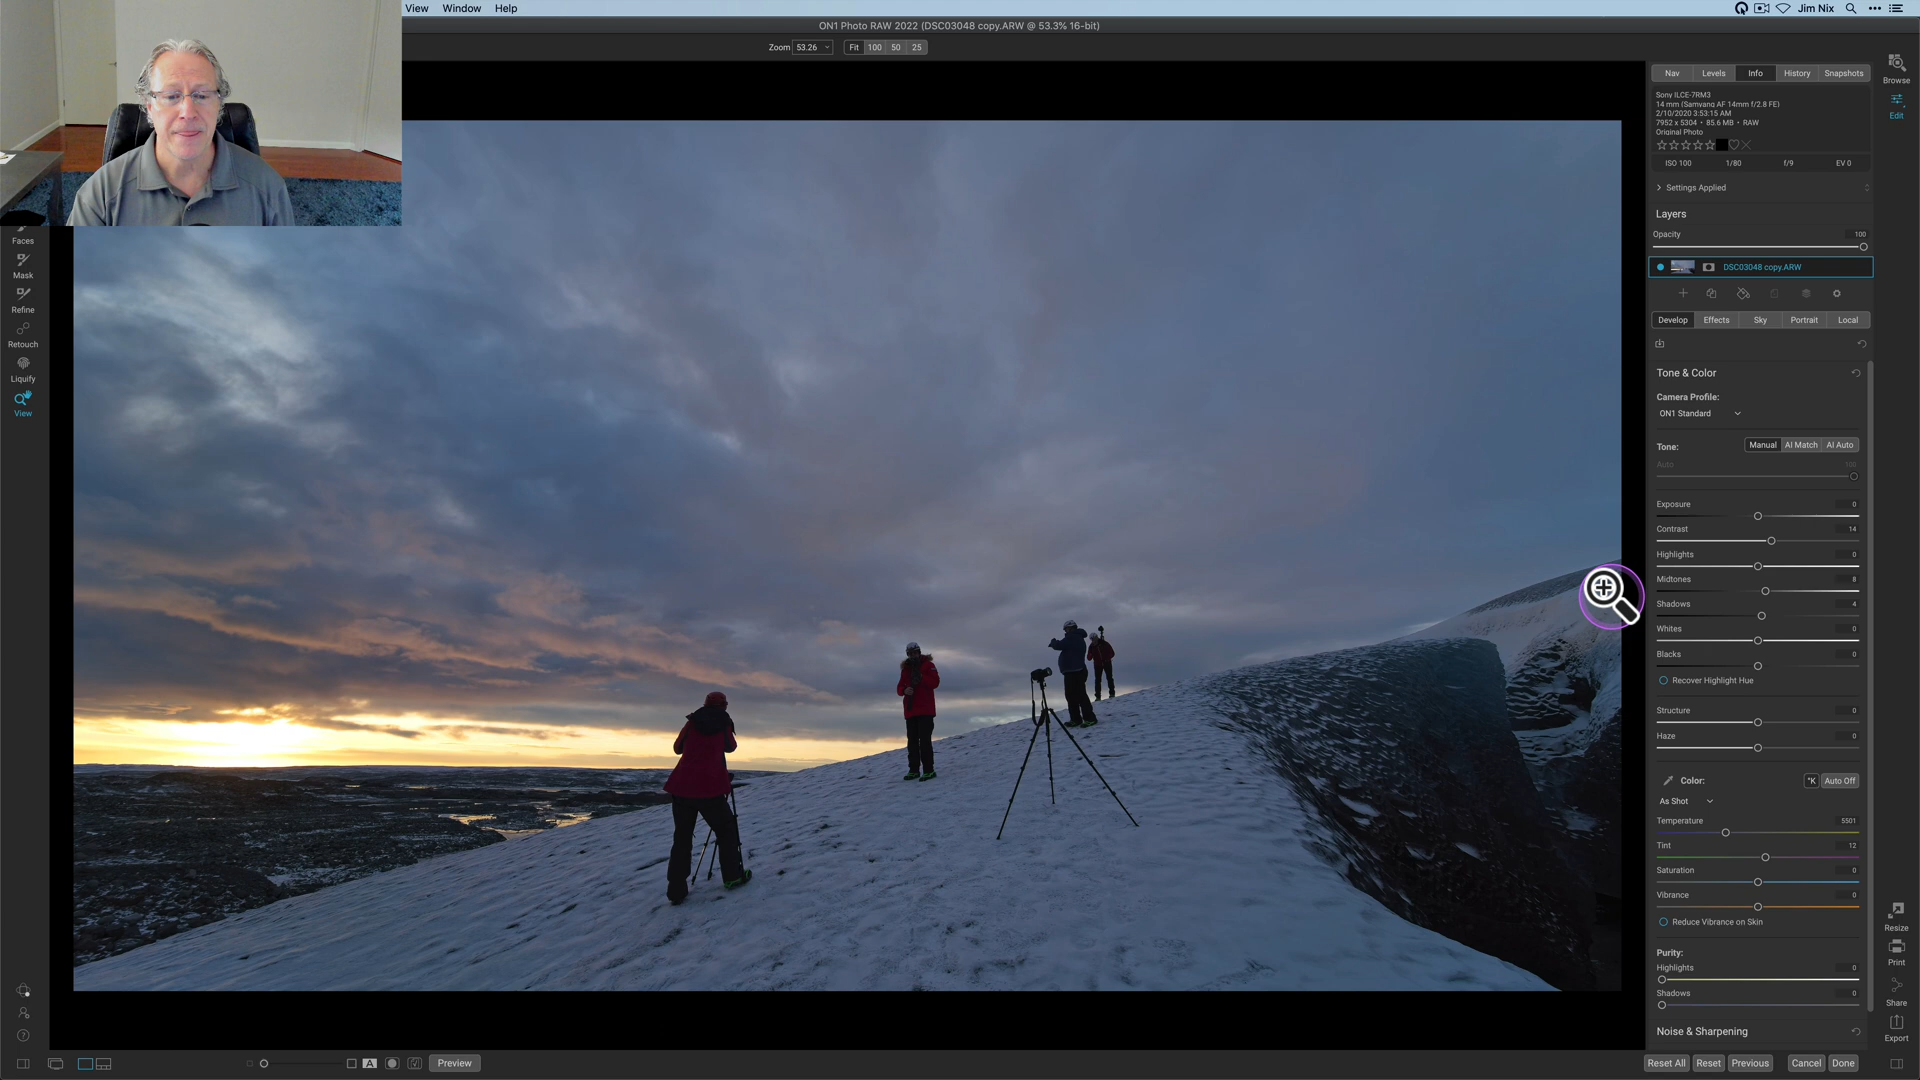 View Window Help
Jim Nix
ON1 Photo RAW 2022 (DSC03048 copy.ARW @ 53.3% 16-bit)
Zoom 53.26 Fit 100 50 25
Nav Levels Info History Snapshots
Browse
Edit
Sony ILCE-7RM3
14 mm (Samyang AF 14mm f/2.8 FE)
2/10/2020 3:53:15 AM
7952 x 5304 • 85.6 MB • RAW
Original Photo
ISO 100 1/80 f/9 EV 0
Settings Applied
Layers
Opacity 100
DSC03048 copy.ARW
Develop Effects Sky Portrait Local
Tone & Color
Camera Profile:
ON1 Standard
Tone: Manual AI Match AI Auto
Auto 100
Exposure 0
Contrast 14
Highlights 0
Midtones 8
Shadows 4
Whites 0
Blacks 0
Recover Highlight Hue
Structure 0
Haze 0
Color: °K Auto Off
As Shot
Temperature 5501
Tint 12
Saturation 0
Vibrance 0
Reduce Vibrance on Skin
Purity:
Highlights 0
Shadows 0
Noise & Sharpening
Faces
Mask
Refine
Retouch
Liquify
View
Resize
Print
Share
Export
A Preview
Reset All Reset Previous Cancel Done